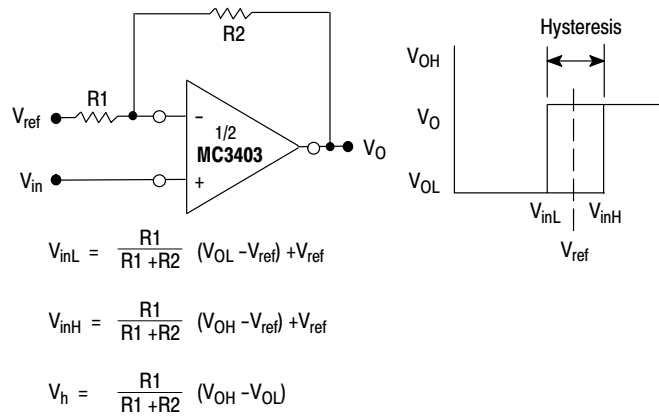 R2
Hysteresis
VOH
R1
Vref
−
1/2
MC3403
VO
VO
Vin
+
VOL
VinL
VinH
Vref
VinL = R1 / R1 +R2 (VOL −Vref) +Vref
VinH = R1 / R1 +R2 (VOH −Vref) +Vref
Vh = R1 / R1 +R2 (VOH −VOL)